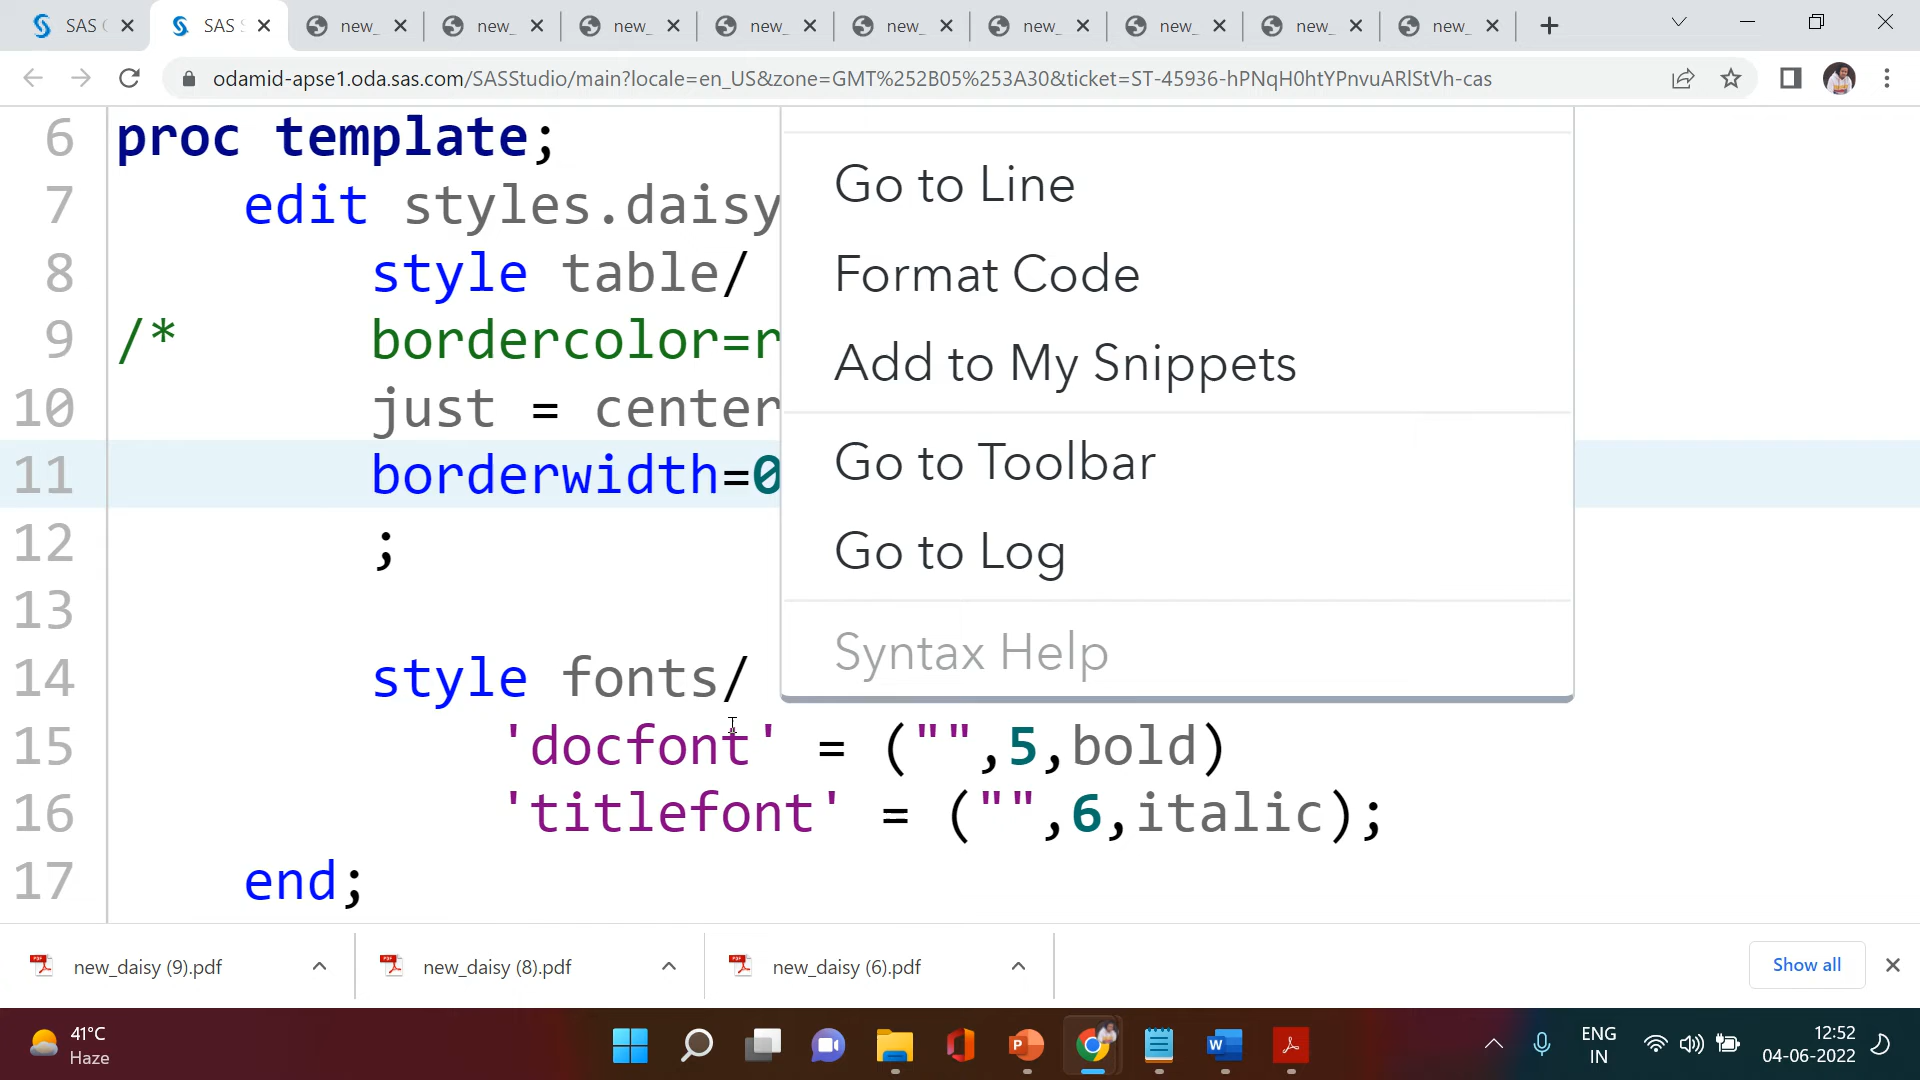 SAS
SAS
new_
new_
new_
new_
new_
new_
new_
new_
new_
odamid-apse1.oda.sas.com/SASStudio/main?locale=en_US&zone=GMT%252B05%253A30&ticket=ST-45936-hPNqH0htYPnvuARlStVh-cas
6 proc template;
7 edit styles.daisy
8 style table/
9 /* bordercolor=r
10 just = center
11 borderwidth=0
12 ;
13
14 style fonts/
15 'docfont' = ("",5,bold)
16 'titlefont' = ("",6,italic);
17 end;
Go to Line
Format Code
Add to My Snippets
Go to Toolbar
Go to Log
Syntax Help
new_daisy (9).pdf
new_daisy (8).pdf
new_daisy (6).pdf
Show all
41°C
Haze
ENG
IN
12:52
04-06-2022